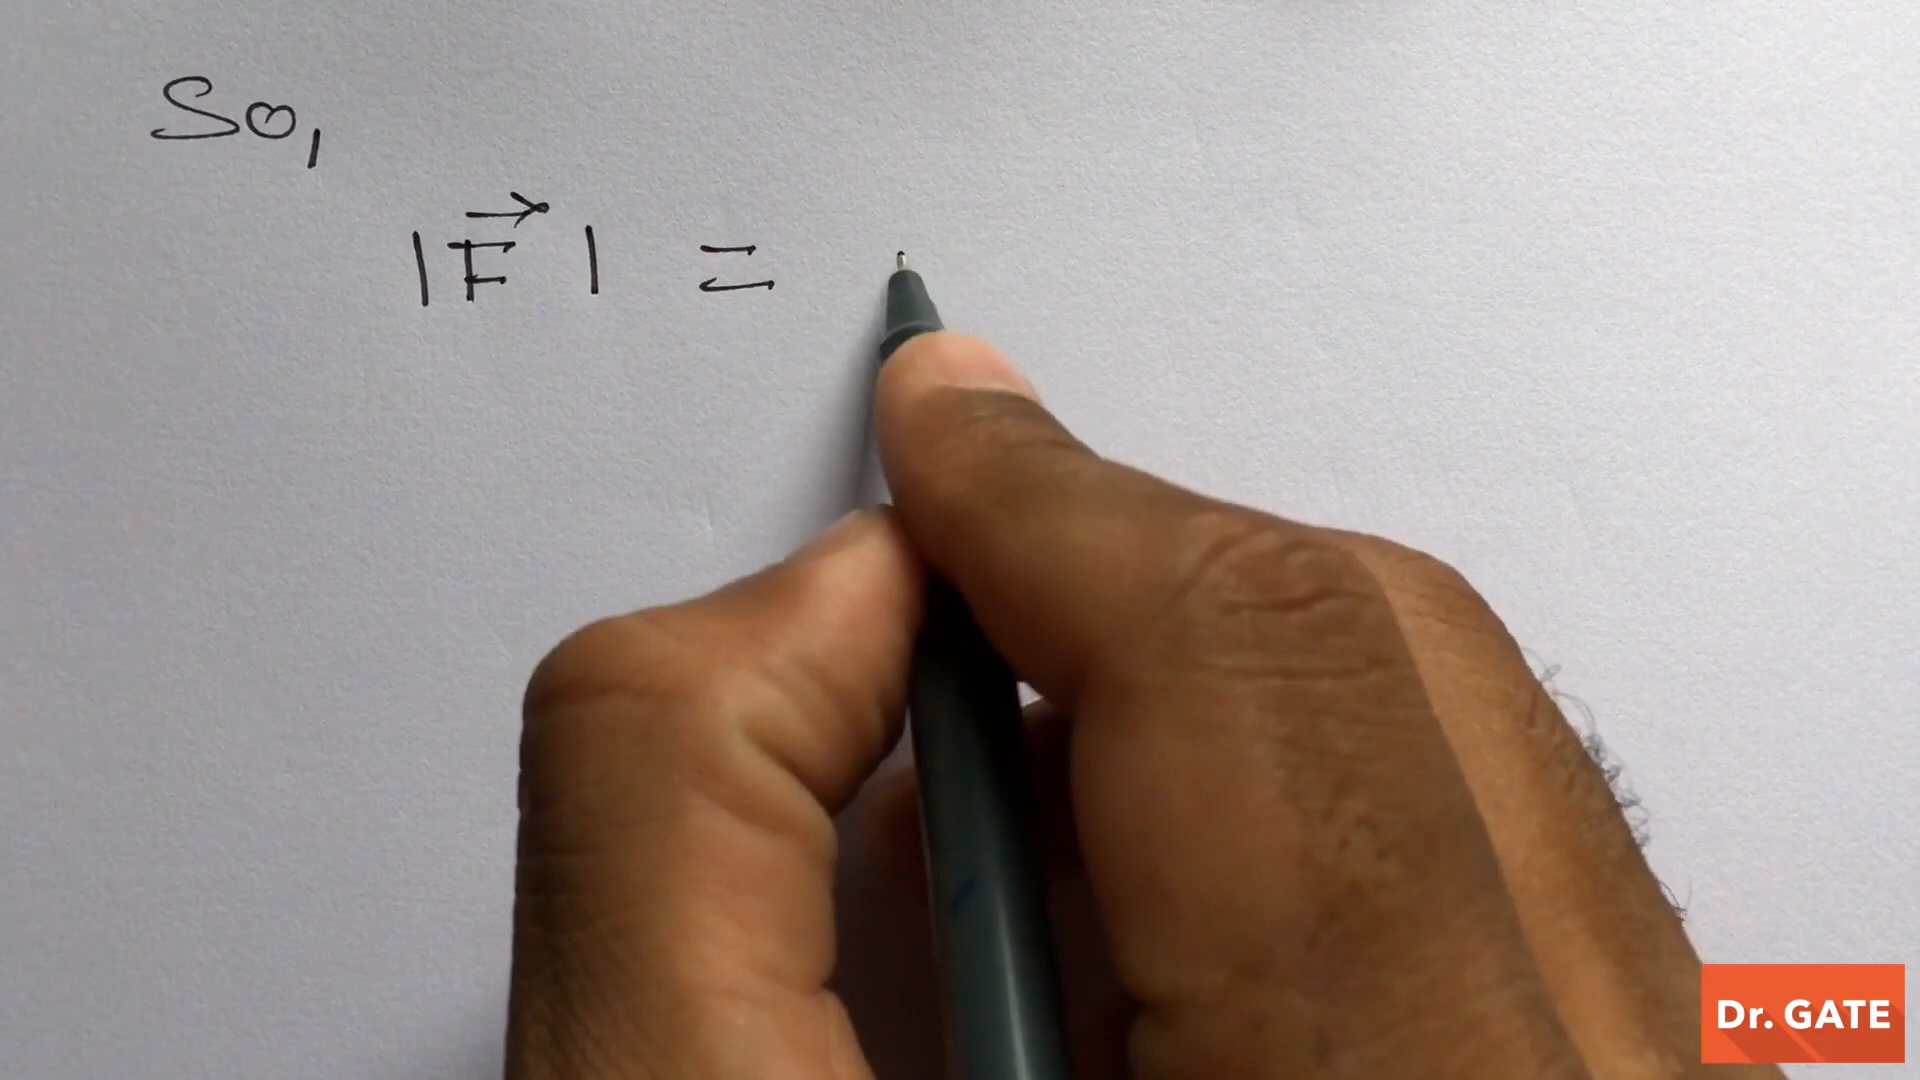 So,
|F⃗| =
Dr. GATE